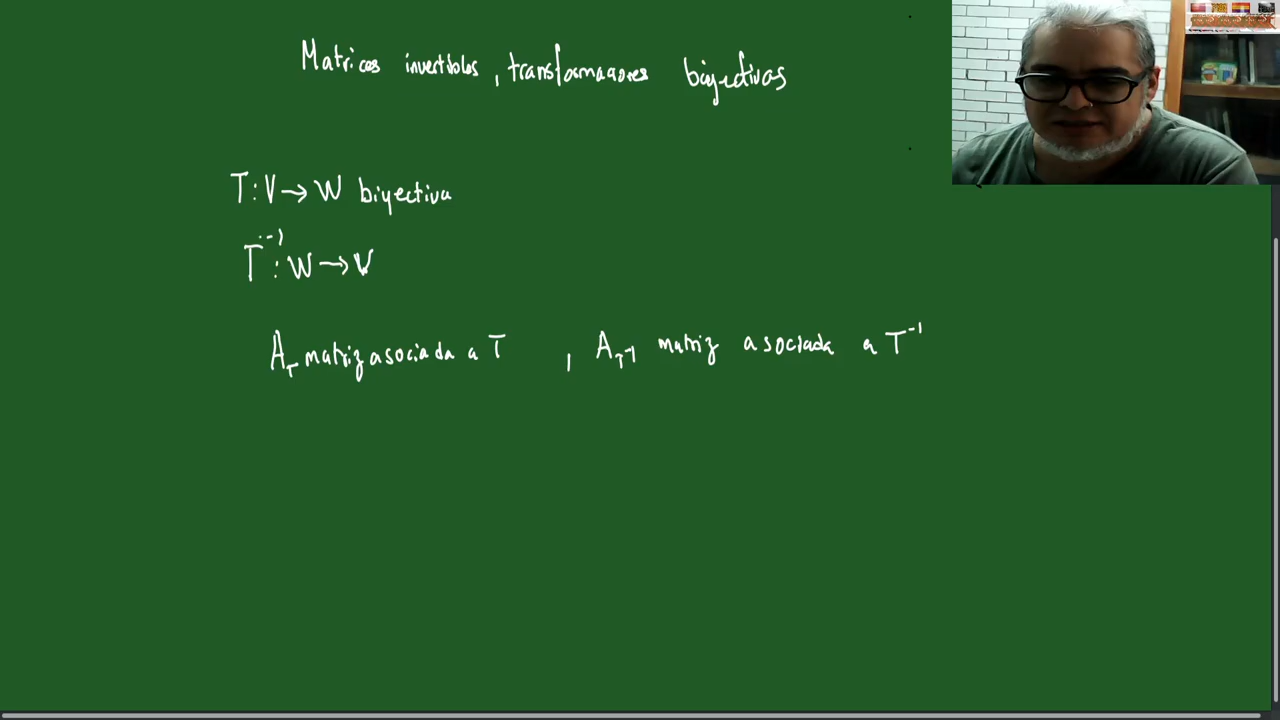 Matrices invertibles, transformaciones biyectivas
T: V → W biyectiva
T⁻¹: W → V
A_T matriz asociada a T , A_T⁻¹ matriz asociada a T⁻¹